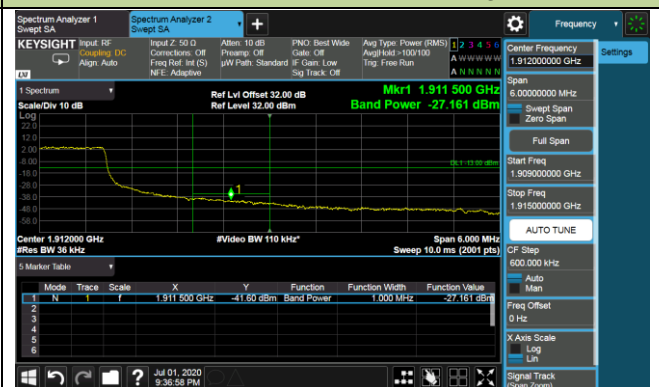 Spectrum Analyzer 1
Swept SA
Spectrum Analyzer 2
Swept SA
Frequency
KEYSIGHT
Input: RF
Coupling: DC
Align: Auto
Input Z: 50 Ω
Corrections: Off
Freq Ref: Int (S)
NFE: Adaptive
Atten: 10 dB
Preamp: Off
µW Path: Standard
PNO: Best Wide
Gate: Off
IF Gain: Low
Sig Track: Off
Avg Type: Power (RMS)
Avg|Hold:>100/100
Trig: Free Run
1 2 3 4 5 6
A W W W W W
A N N N N N
LXI
1 Spectrum
Scale/Div 10 dB
Ref Lvl Offset 32.00 dB
Ref Level 32.00 dBm
Mkr1 1.911 500 GHz
Band Power -27.161 dBm
Log
22.0
12.0
2.00
-8.00
-18.0
-28.0
-38.0
-48.0
-58.0
DL1 -13.00 dBm
1
Center 1.912000 GHz
#Video BW 110 kHz*
Span 6.000 MHz
#Res BW 36 kHz
Sweep 10.0 ms (2001 pts)
5 Marker Table
Mode Trace Scale X Y Function Function Width Function Value
1 N 1 f 1.911 500 GHz -41.60 dBm Band Power 1.000 MHz -27.161 dBm
2
3
4
5
6
Jul 01, 2020
9:36:58 PM
Settings
Center Frequency
1.912000000 GHz
Span
6.00000000 MHz
Swept Span
Zero Span
Full Span
Start Freq
1.909000000 GHz
Stop Freq
1.915000000 GHz
AUTO TUNE
CF Step
600.000 kHz
Auto
Man
Freq Offset
0 Hz
X Axis Scale
Log
Lin
Signal Track
(Span Zoom)